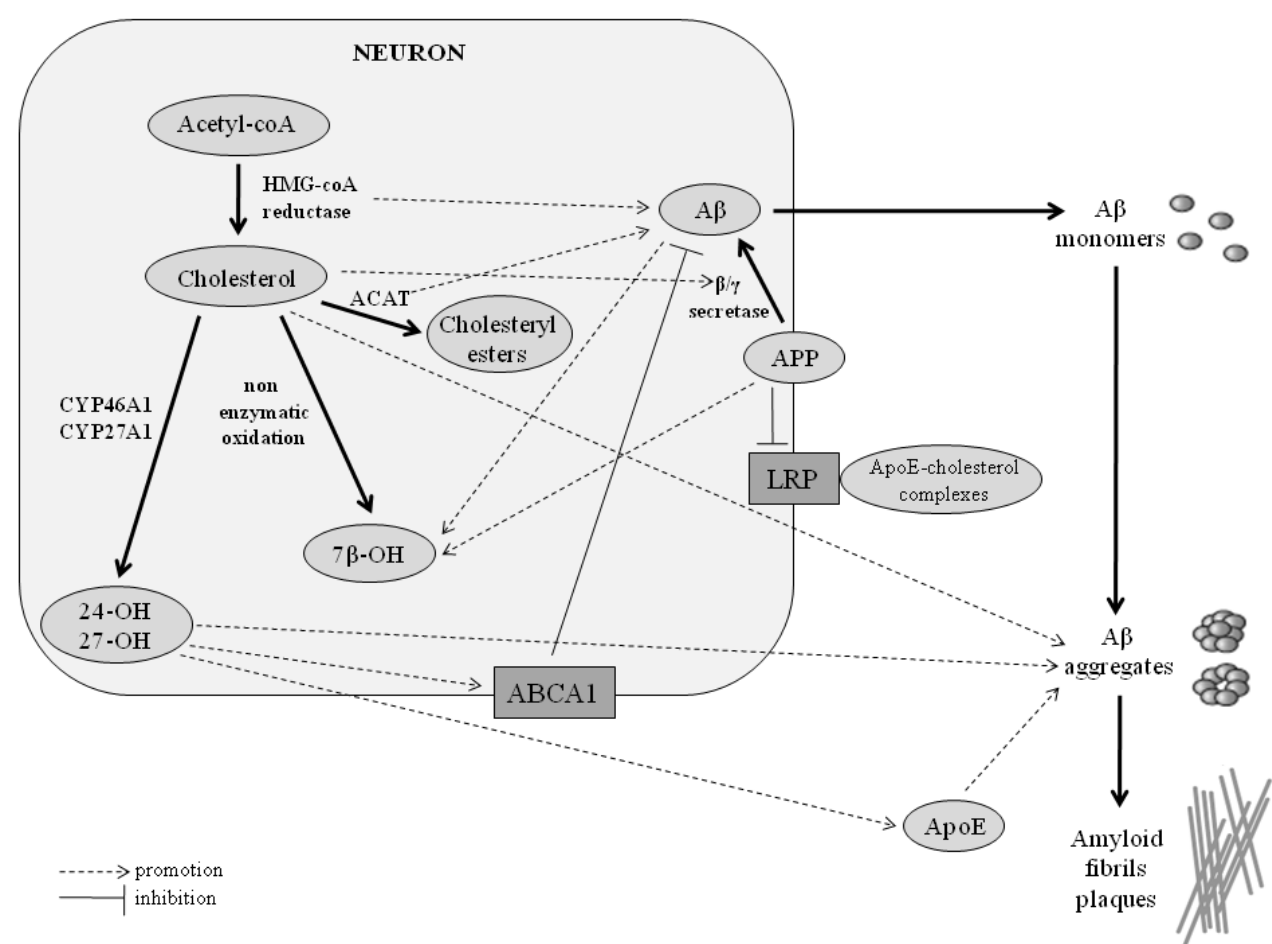 NEURON
Acetyl-coA
HMG-coA
reductase
Aβ
Aβ
monomers
Cholesterol
ACAT
β/γ
secretase
Cholesteryl
esters
APP
CYP46A1
CYP27A1
non
enzymatic
oxidation
LRP
ApoE-cholesterol
complexes
7β-OH
24-OH
27-OH
Aβ
aggregates
ABCA1
ApoE
Amyloid
fibrils
plaques
promotion
inhibition